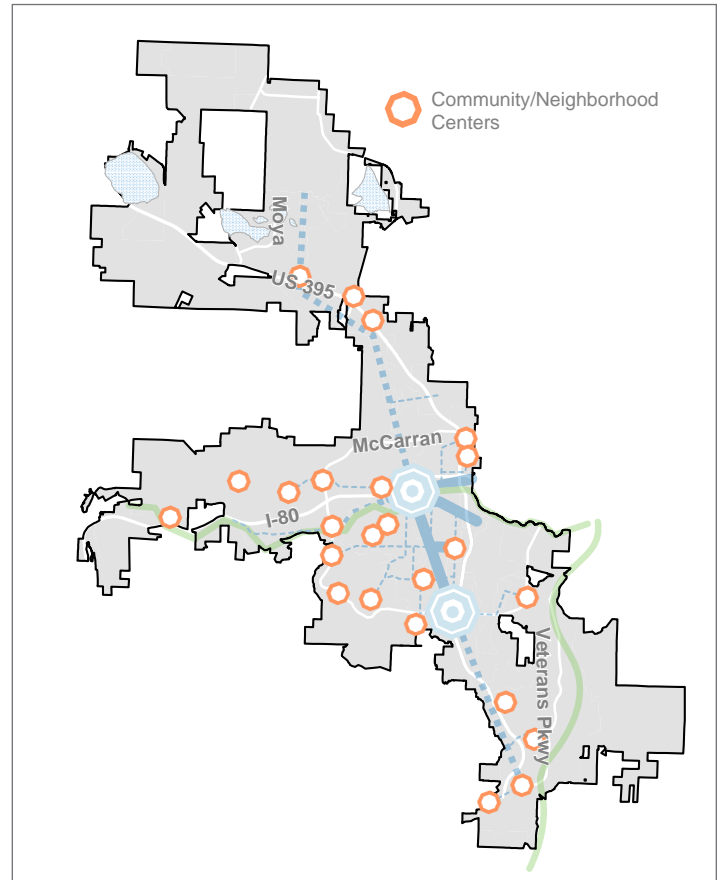 Community/Neighborhood
Centers
Moya
US 395
McCarran
I-80
Veterans Pkwy